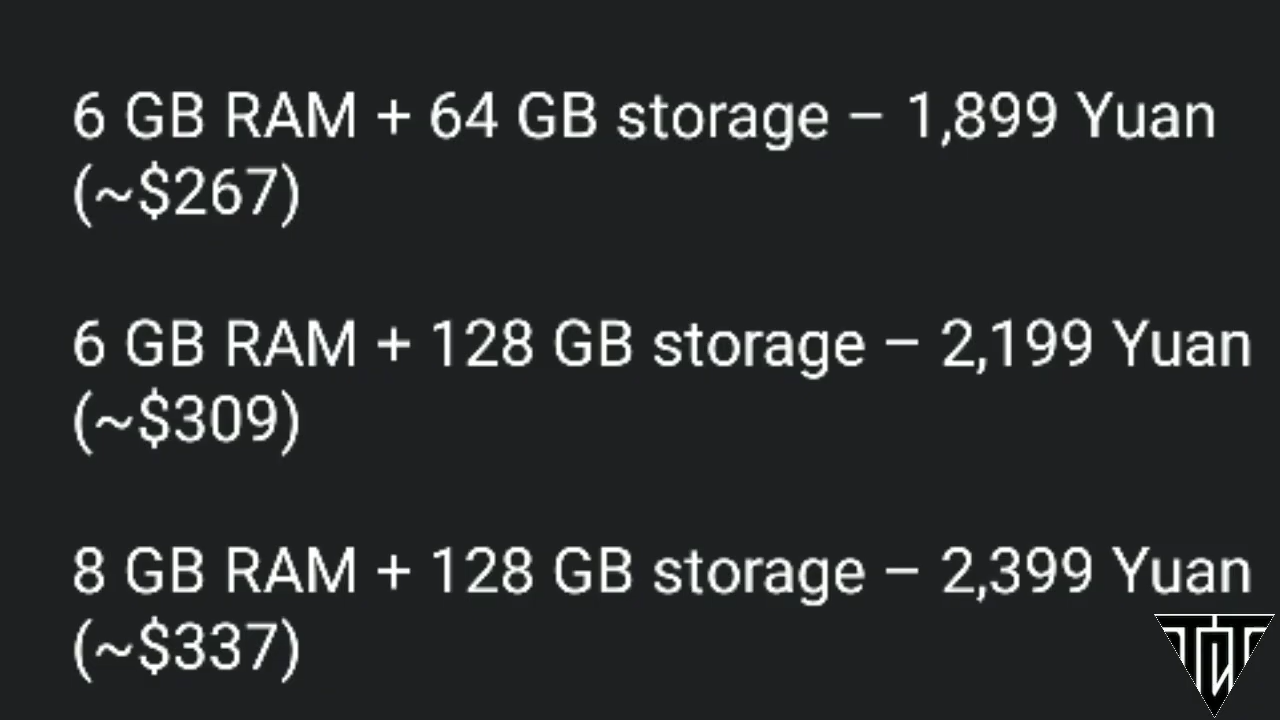 6 GB RAM + 64 GB storage – 1,899 Yuan
(~$267)
6 GB RAM + 128 GB storage – 2,199 Yuan
(~$309)
8 GB RAM + 128 GB storage – 2,399 Yuan
(~$337)